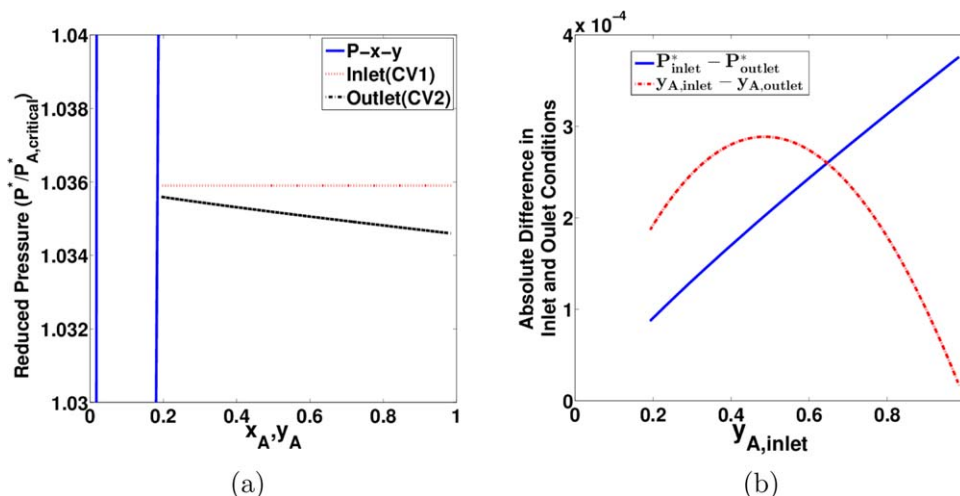 1.04
1.038
1.036
1.034
1.032
1.03
0
0.2
0.4
0.6
0.8
1
Reduced Pressure (P*/P*A,critical)
xA,yA
P-x-y
Inlet(CV1)
Outlet(CV2)
(a)
4 x 10⁻⁴
3
2
1
0
0
0.2
0.4
0.6
0.8
Absolute Difference in
Inlet and Oulet Conditions
yA,inlet
P*inlet − P*outlet
yA,inlet − yA,outlet
(b)